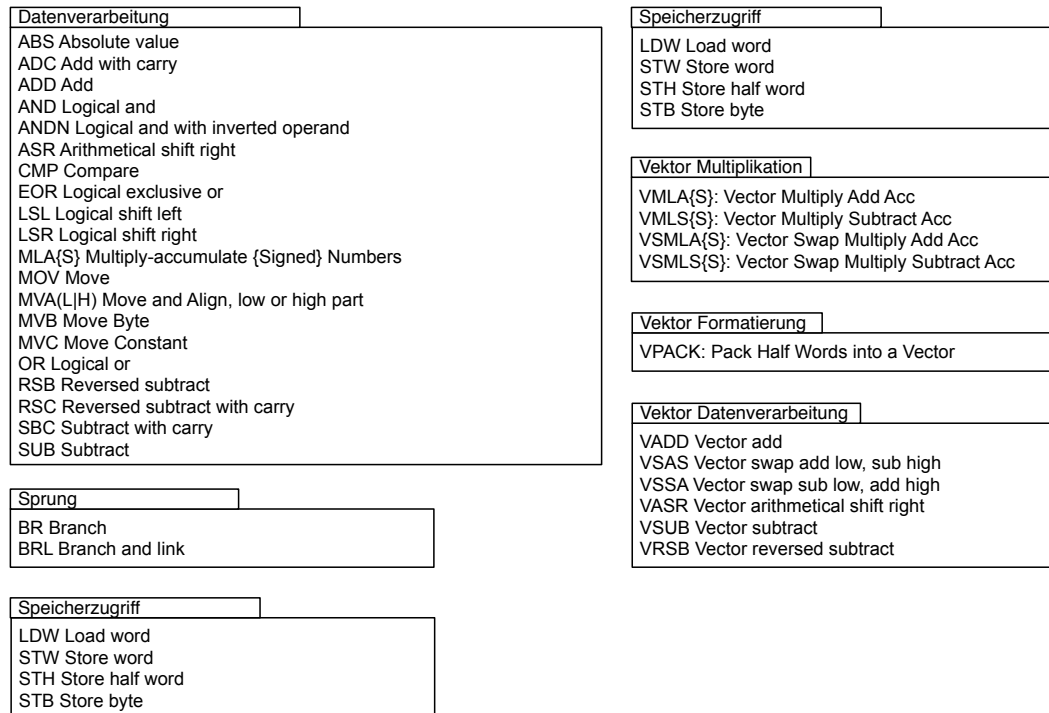 Datenverarbeitung
ABS Absolute value
ADC Add with carry
ADD Add
AND Logical and
ANDN Logical and with inverted operand
ASR Arithmetical shift right
CMP Compare
EOR Logical exclusive or
LSL Logical shift left
LSR Logical shift right
MLA{S} Multiply-accumulate {Signed} Numbers
MOV Move
MVA(L|H) Move and Align, low or high part
MVB Move Byte
MVC Move Constant
OR Logical or
RSB Reversed subtract
RSC Reversed subtract with carry
SBC Subtract with carry
SUB Subtract
Sprung
BR Branch
BRL Branch and link
Speicherzugriff
LDW Load word
STW Store word
STH Store half word
STB Store byte
Speicherzugriff
LDW Load word
STW Store word
STH Store half word
STB Store byte
Vektor Multiplikation
VMLA{S}: Vector Multiply Add Acc
VMLS{S}: Vector Multiply Subtract Acc
VSMLA{S}: Vector Swap Multiply Add Acc
VSMLS{S}: Vector Swap Multiply Subtract Acc
Vektor Formatierung
VPACK: Pack Half Words into a Vector
Vektor Datenverarbeitung
VADD Vector add
VSAS Vector swap add low, sub high
VSSA Vector swap sub low, add high
VASR Vector arithmetical shift right
VSUB Vector subtract
VRSB Vector reversed subtract